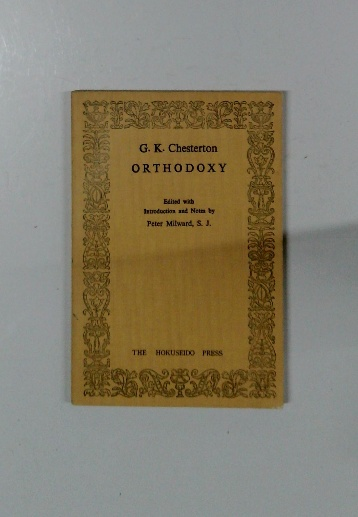 G. K. Chesterton
ORTHODOXY
Edited with
Introduction and Notes by
Peter Milward, S. J.
THE HOKUSEIDO PRESS